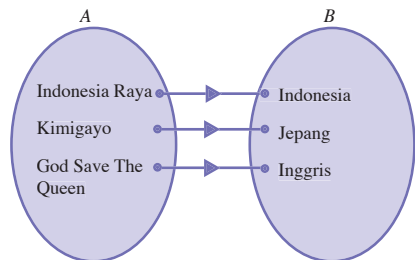 A
B
Indonesia Raya
Indonesia
Kimigayo
Jepang
God Save The
Queen
Inggris